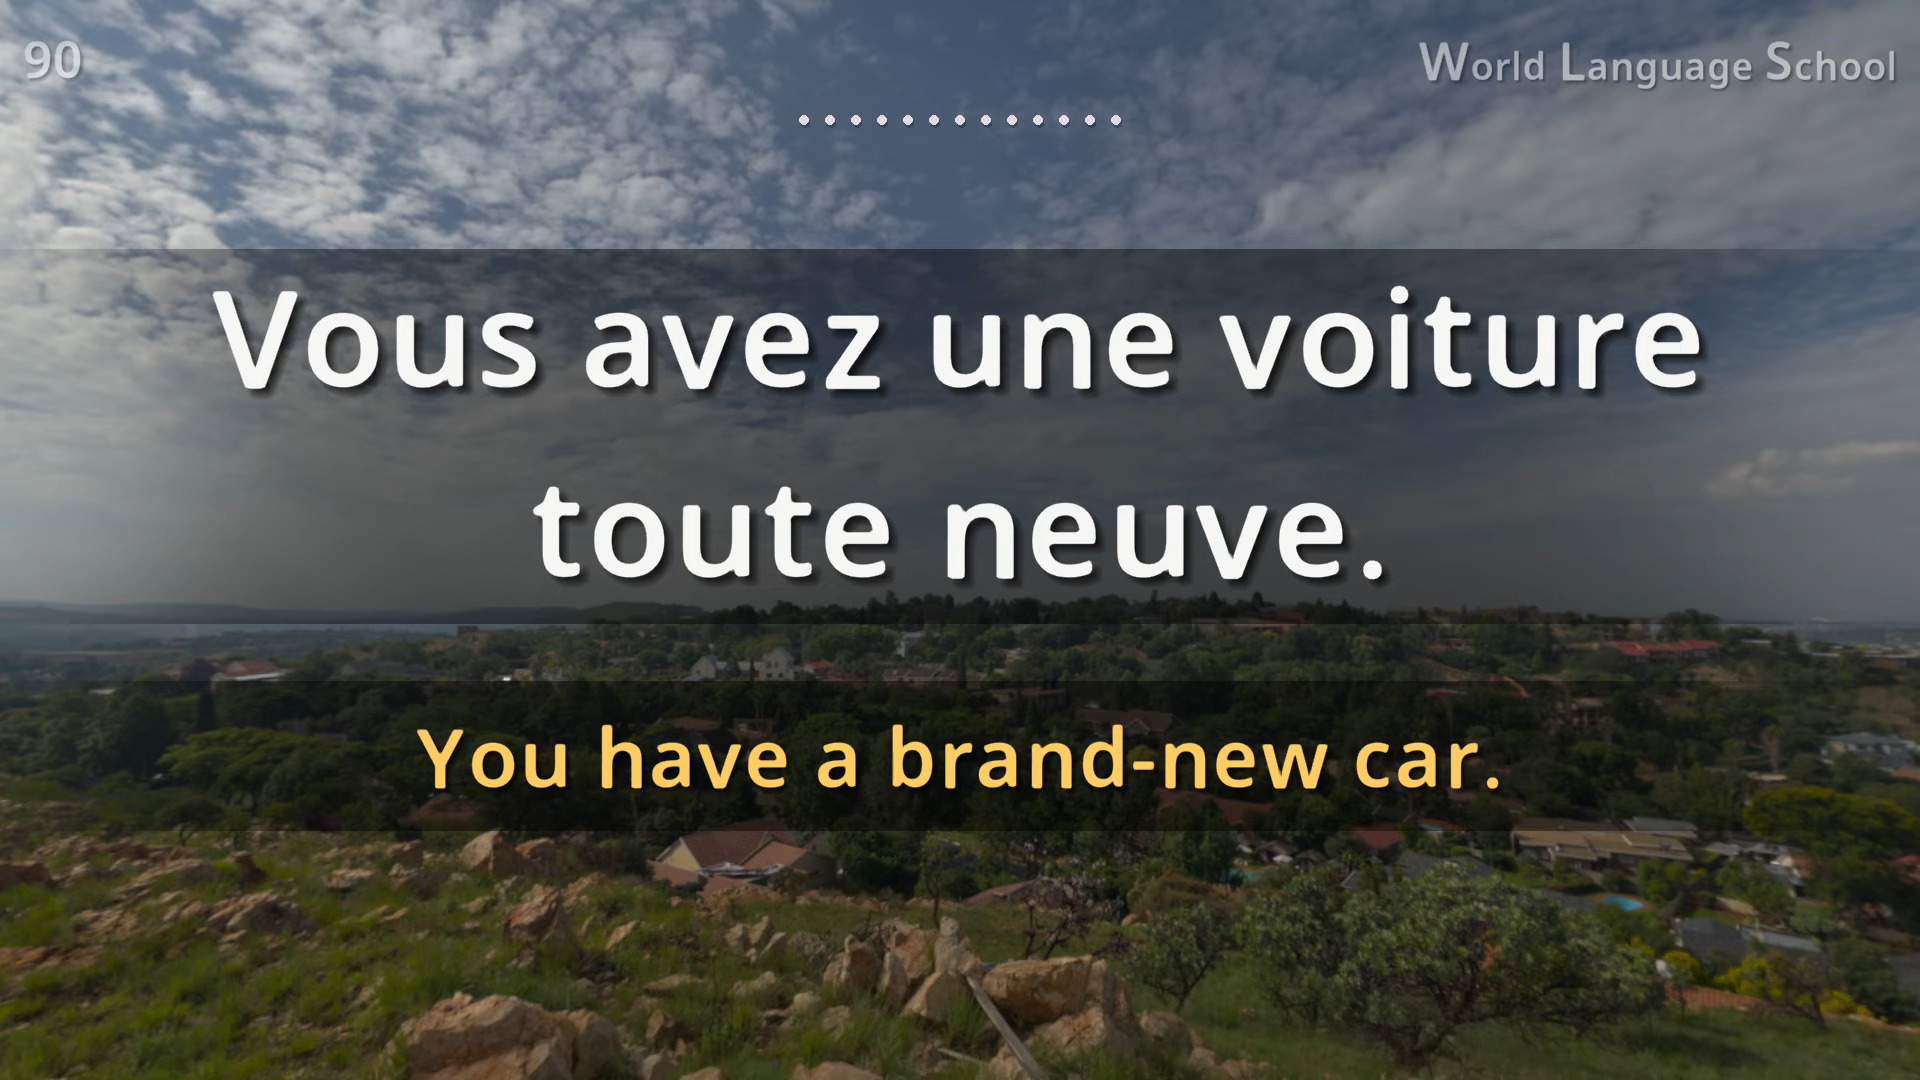 90
World Language School
Vous avez une voiture
toute neuve.
You have a brand-new car.